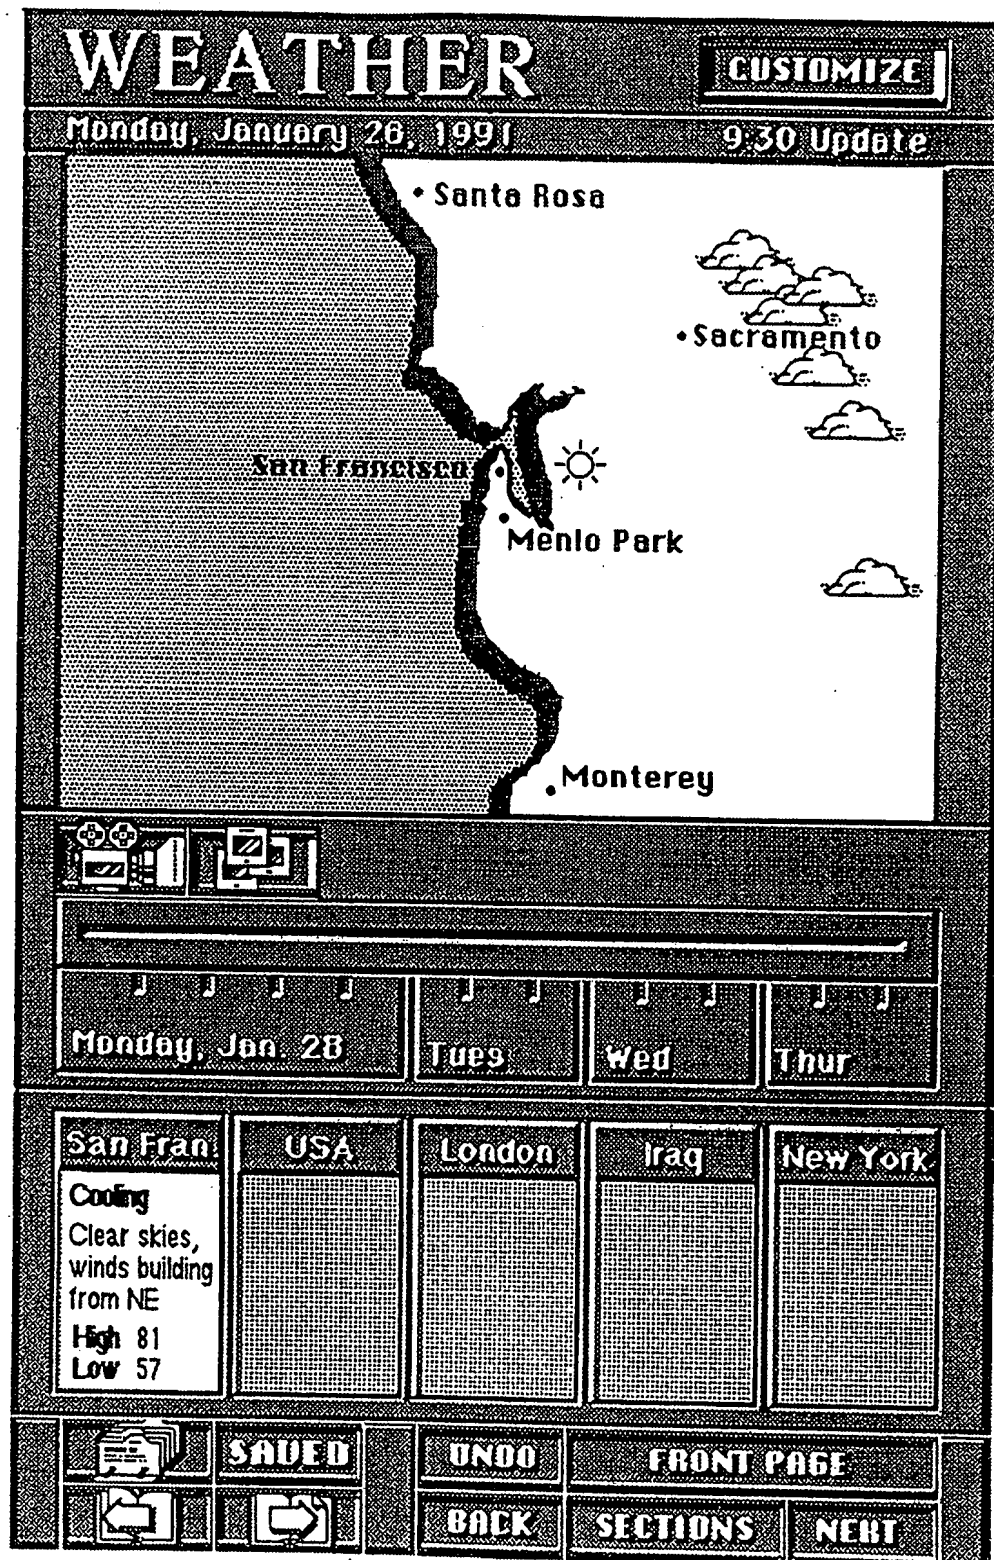 WEATHER
CUSTOMIZE
Monday, January 28, 1991
9:30 Update
Santa Rosa
Sacramento
San Francisco
Menlo Park
Monterey
Monday, Jan. 28
Tues
Wed
Thur
San Fran
USA
London
Iraq
New York
Cooling
Clear skies,
winds building
from NE
High 81
Low 57
SAVED
UNDO
FRONT PAGE
BACK
SECTIONS
NEXT